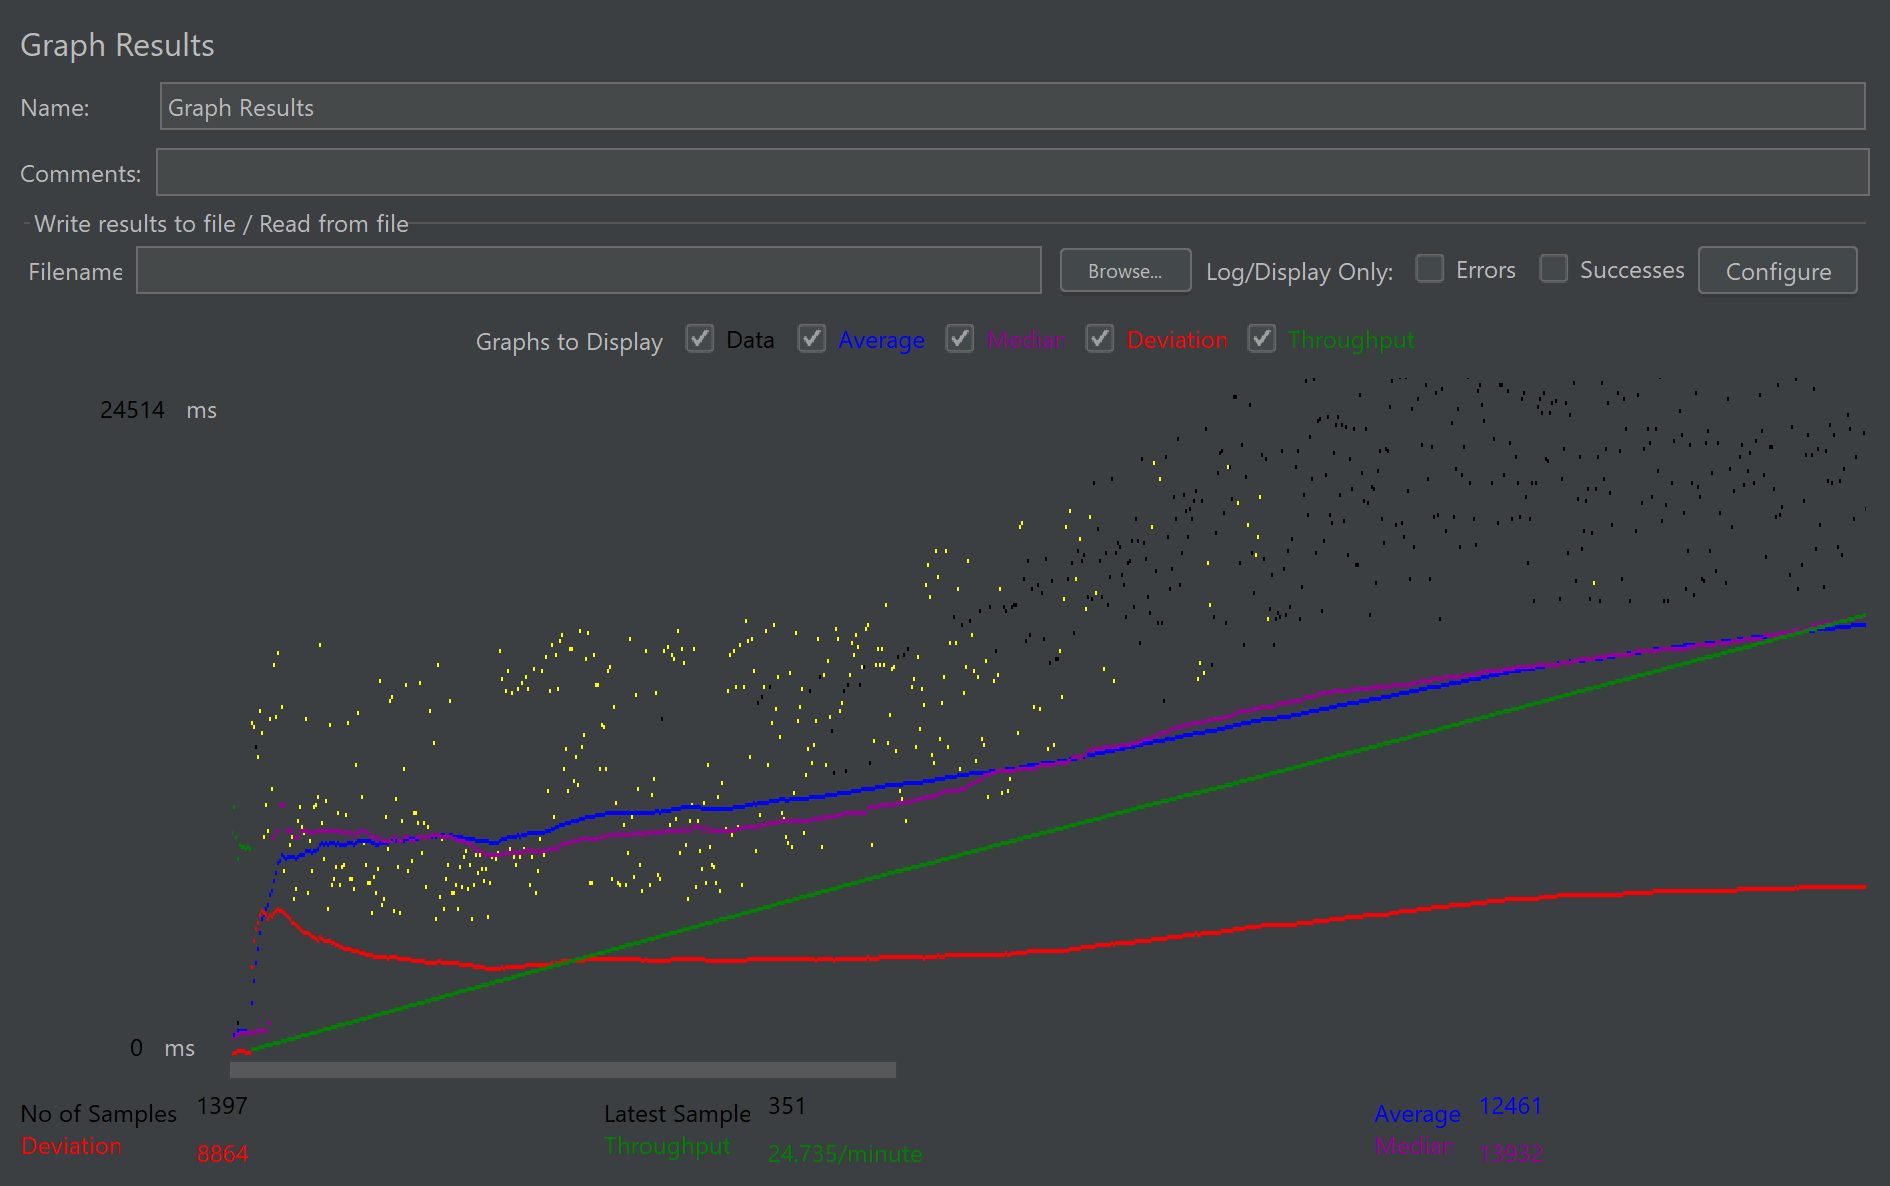 Graph Results
Name: Graph Results
Comments:
Write results to file / Read from file
Filename Browse... Log/Display Only: Errors Successes Configure
Graphs to Display Data Average Median Deviation Throughput
24514 ms
0 ms
No of Samples 1397 Latest Sample 351 Average 12461
Deviation 8864 Throughput 24.735/minute Median 13932